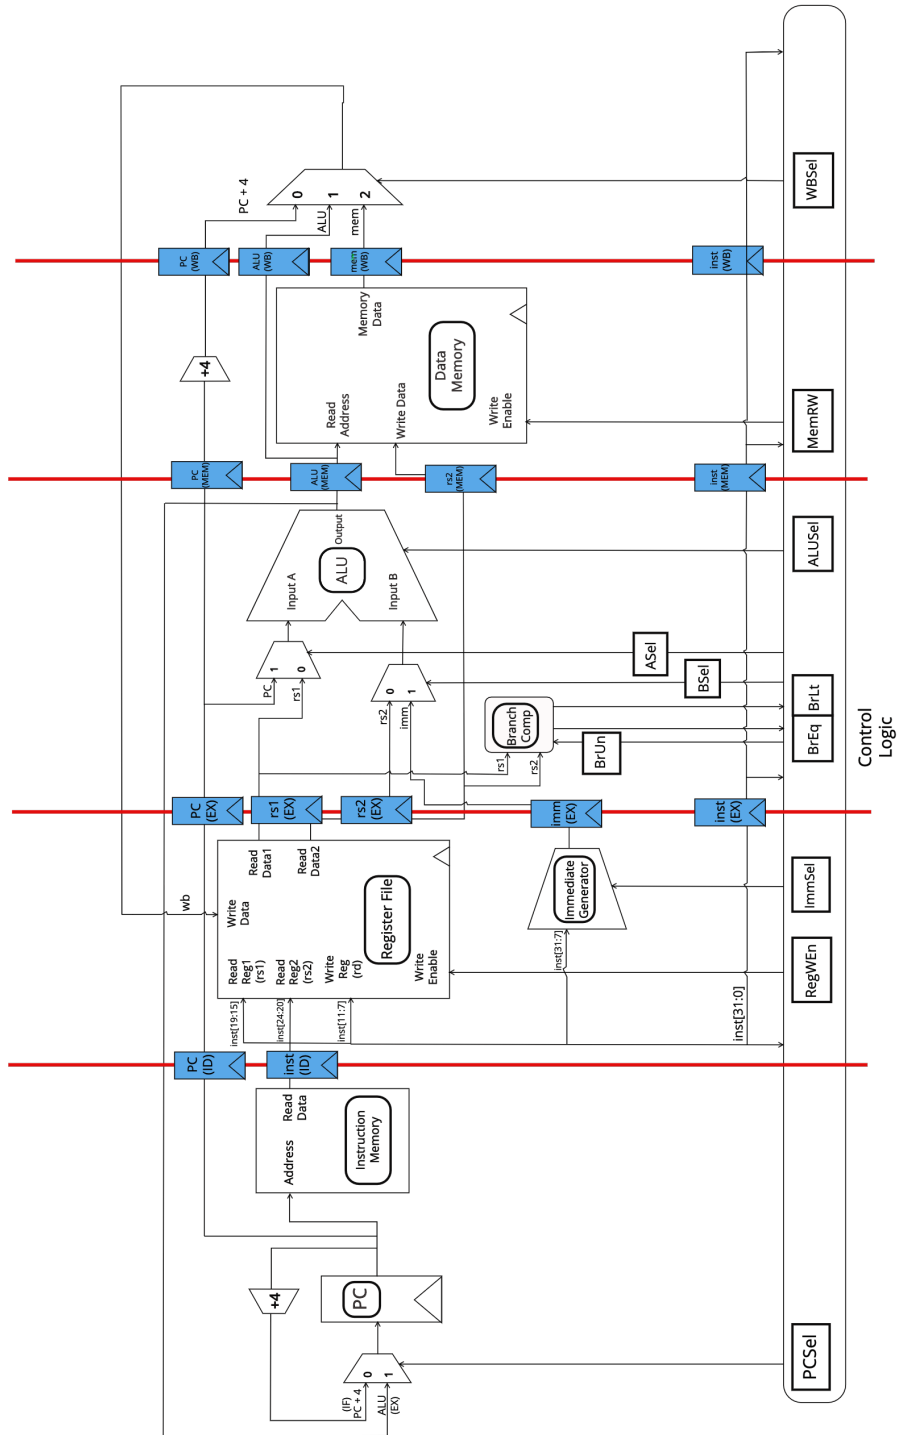 (IF)
PC + 4
ALU
(EX)
0
1
PCSel
+4
PC
Address
Read
Data
Instruction
Memory
PC
(ID)
inst
(ID)
inst[19:15]
inst[24:20]
inst[11:7]
inst[31:7]
inst[31:0]
wb
Read
Reg1
(rs1)
Read
Reg2
(rs2)
Write
Reg
(rd)
Write
Enable
Write
Data
Register File
Read
Data1
Read
Data2
Immediate
Generator
RegWEn
ImmSel
PC
(EX)
rs1
(EX)
rs2
(EX)
imm
(EX)
inst
(EX)
PC
rs1
1
0
rs2
imm
0
1
rs1
rs2
Branch
Comp
BrUn
BrEq
BrLt
BSel
ASel
Input A
Input B
ALU
Output
ALUSel
PC
(MEM)
ALU
(MEM)
rs2
(MEM)
inst
(MEM)
+4
Read
Address
Write Data
Write
Enable
Data
Memory
Memory
Data
MemRW
PC
(WB)
ALU
(WB)
mem
(WB)
inst
(WB)
PC + 4
ALU
mem
0
1
2
WBSel
Control
Logic